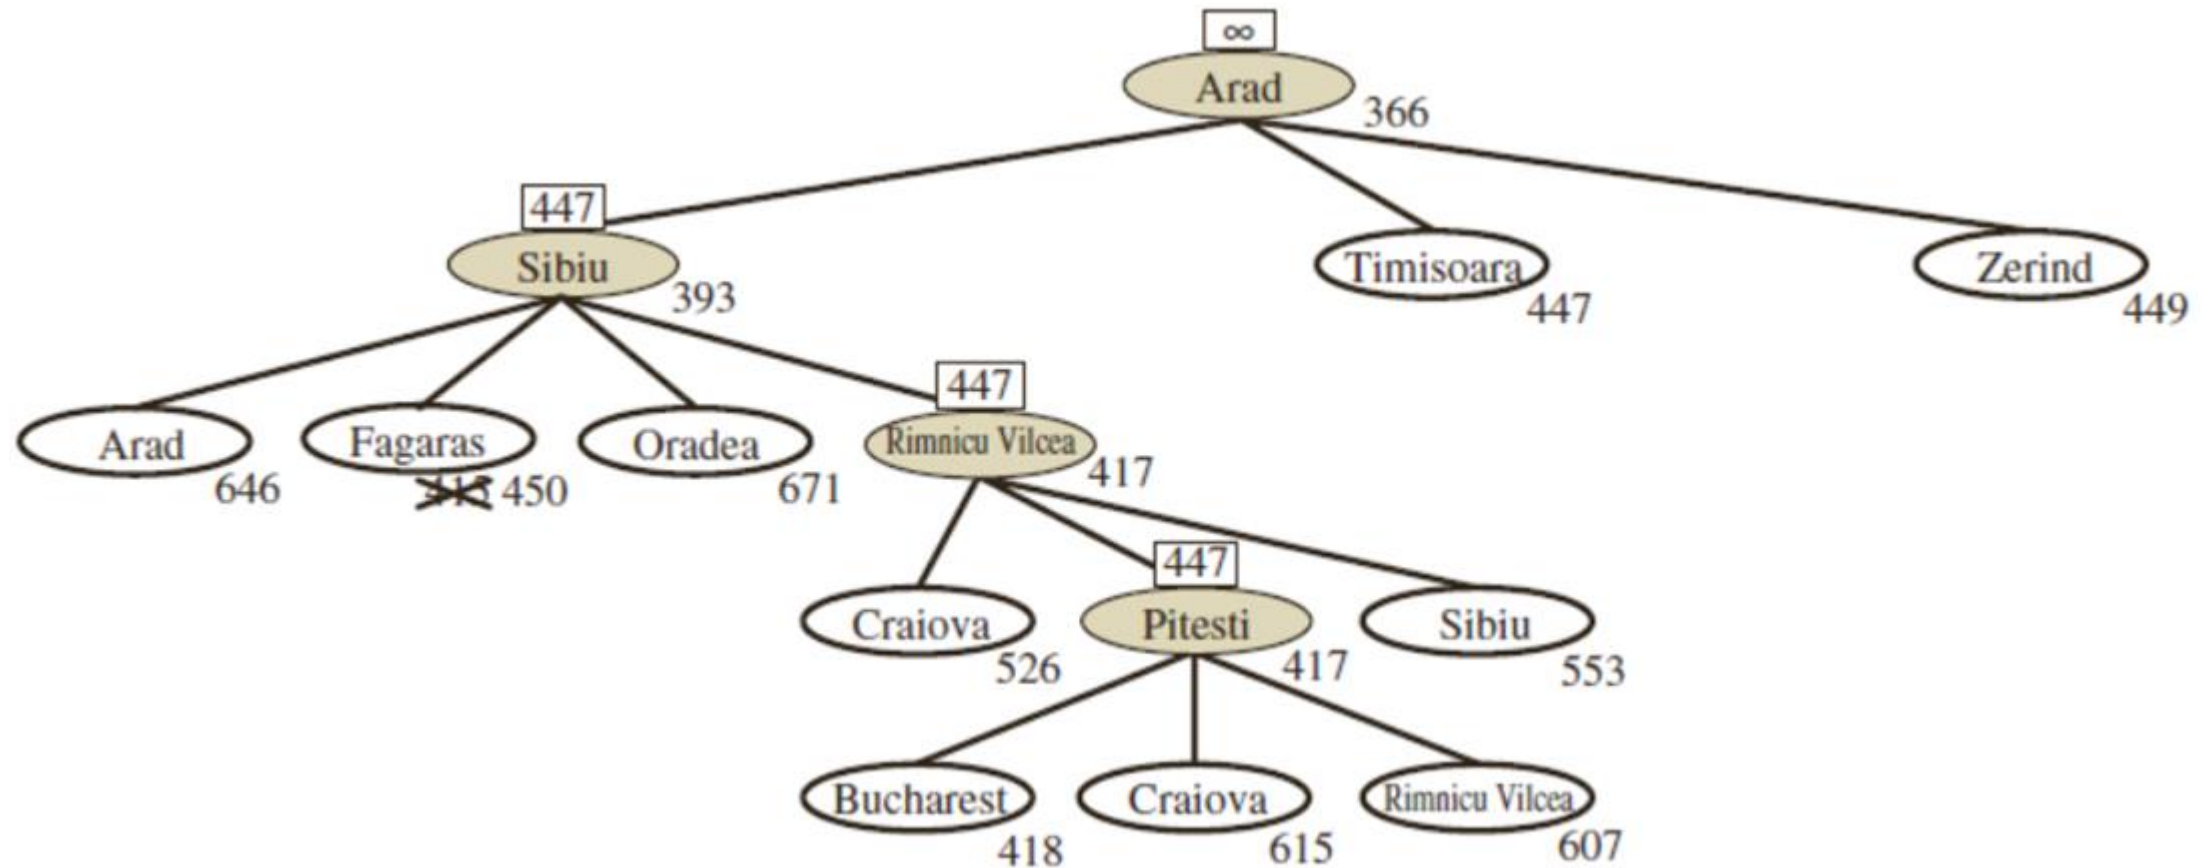 ∞
Arad
366
447
Sibiu
393
Timisoara
447
Zerind
449
Arad
646
Fagaras
450
Oradea
671
447
Rimnicu Vilcea
417
Craiova
526
447
Pitesti
417
Sibiu
553
Bucharest
418
Craiova
615
Rimnicu Vilcea
607